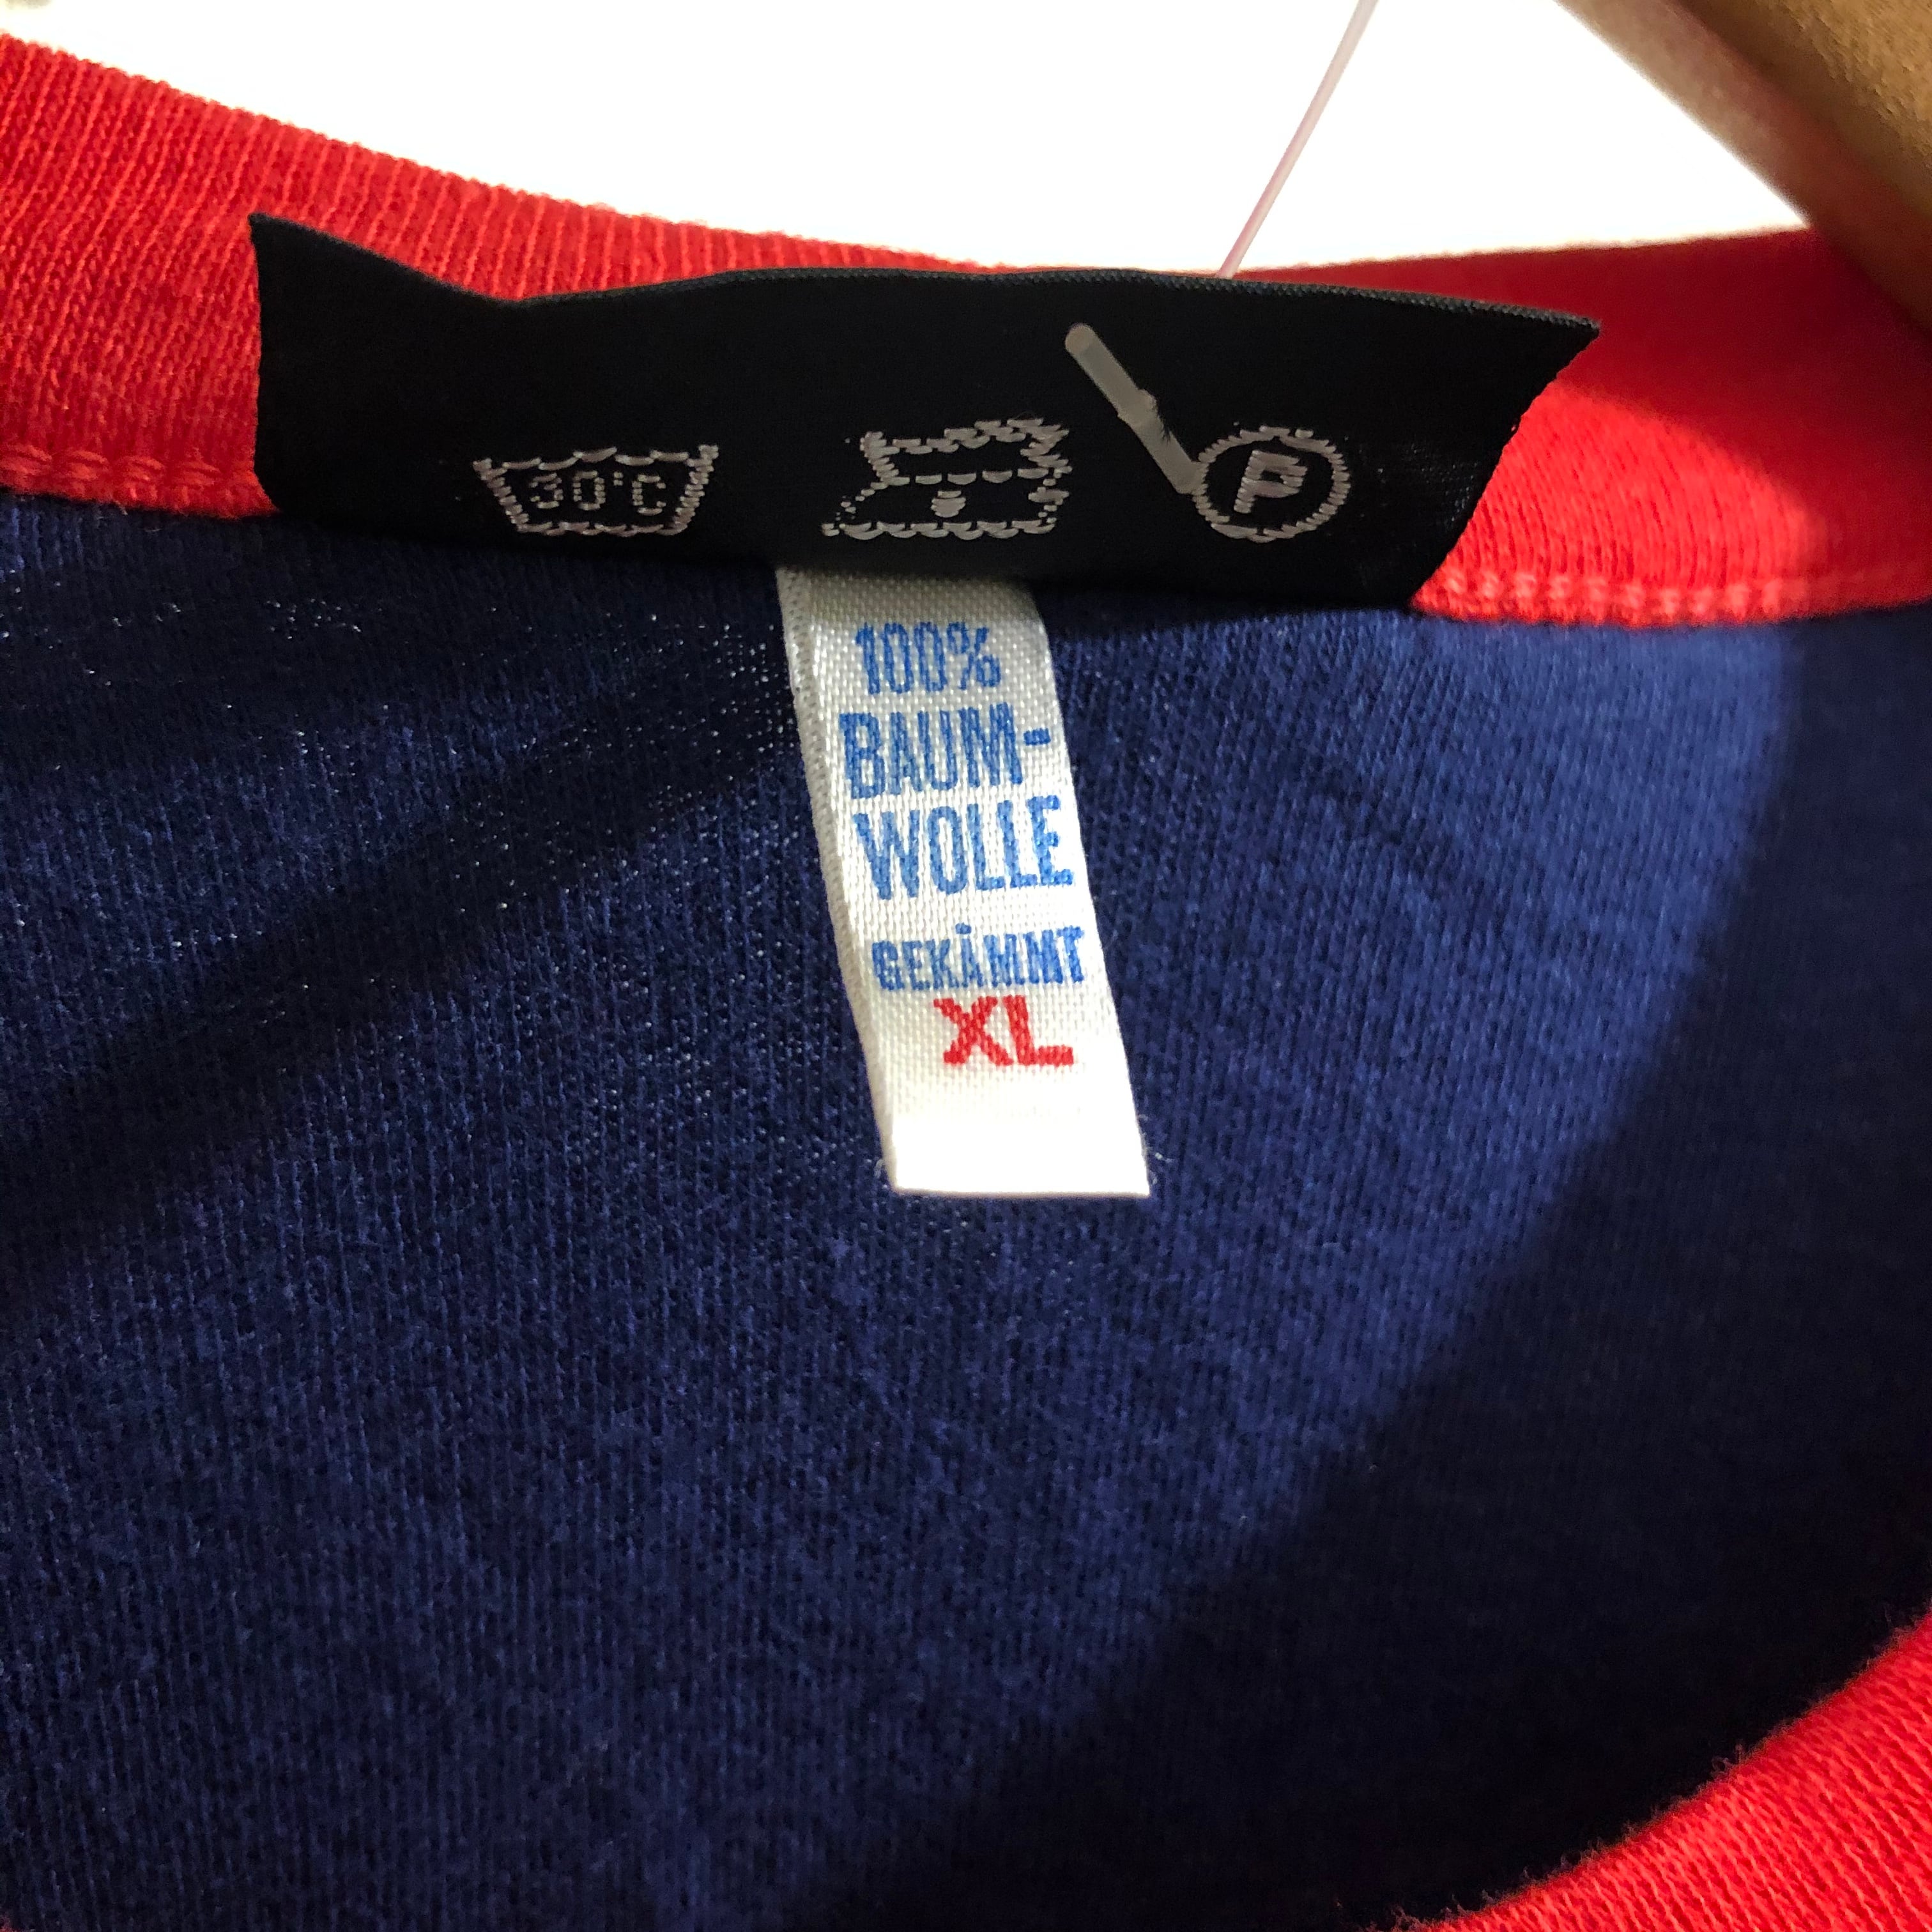 30°C P
100%
BAUM-
WOLLE
GEKÄMMT
XL